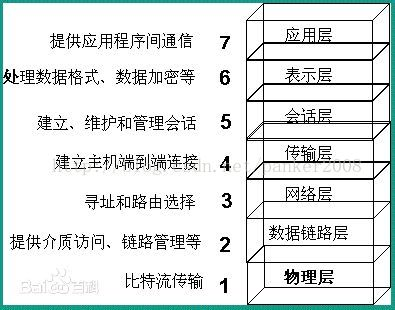 提供应用程序间通信 7 应用层
处理数据格式、数据加密等 6 表示层
建立、维护和管理会话 5 会话层
建立主机端到端连接 4 传输层
寻址和路由选择 3 网络层
提供介质访问、链路管理等 2 数据链路层
比特流传输 1 物理层
Bai 百科